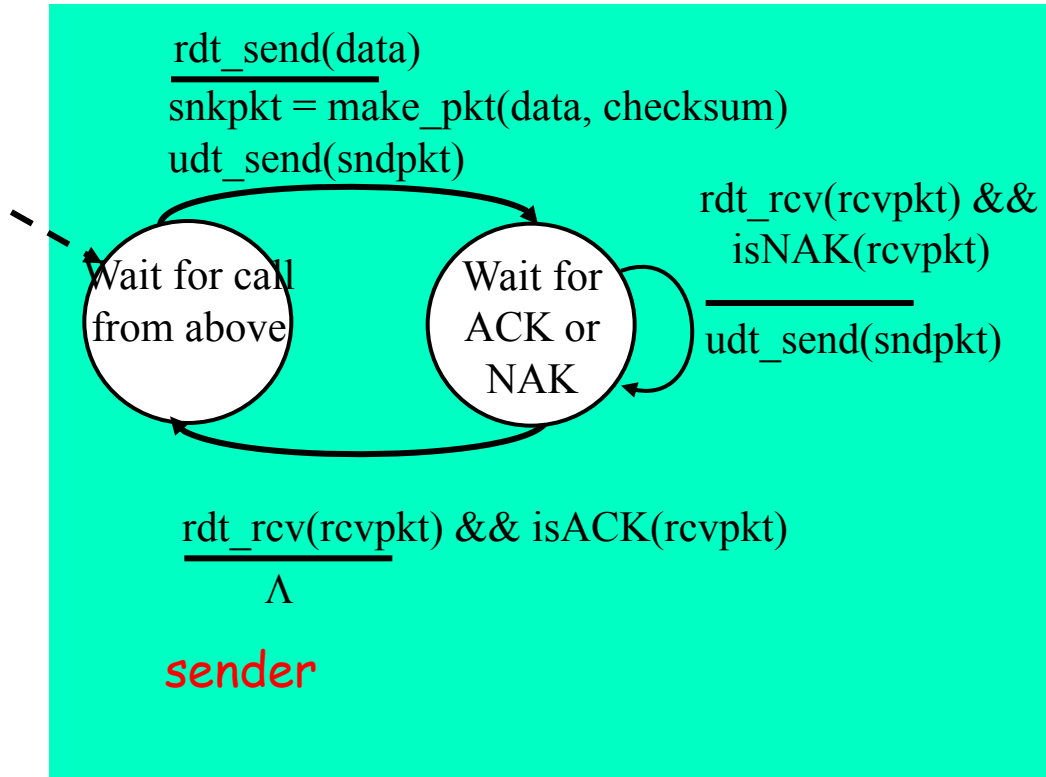 rdt_send(data)
snkpkt = make_pkt(data, checksum)
udt_send(sndpkt)
rdt_rcv(rcvpkt) &&
isNAK(rcvpkt)
udt_send(sndpkt)
Wait for call
from above
Wait for
ACK or
NAK
rdt_rcv(rcvpkt) && isACK(rcvpkt)
Λ
sender